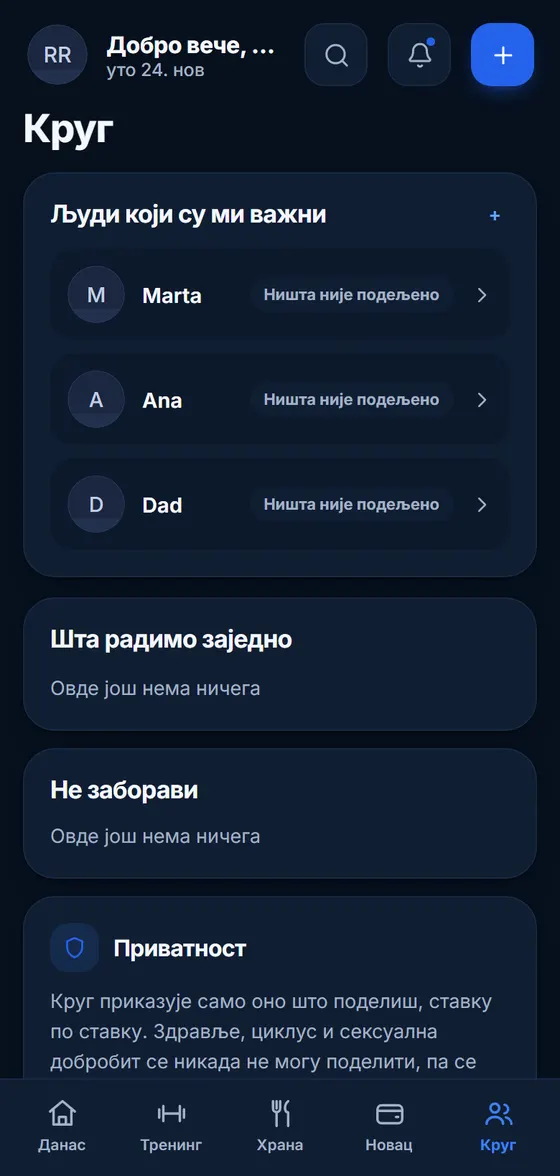 RR
Добро вече, ...
уто 24. нов
Круг
Људи који су ми важни
+
M
Marta
Ништа није подељено
A
Ana
Ништа није подељено
D
Dad
Ништа није подељено
Шта радимо заједно
Овде још нема ничега
Не заборави
Овде још нема ничега
Приватност
Круг приказује само оно што поделиш, ставку
по ставку. Здравље, циклус и сексуална
добробит се никада не могу поделити, па се
Данас
Тренинг
Храна
Новац
Круг